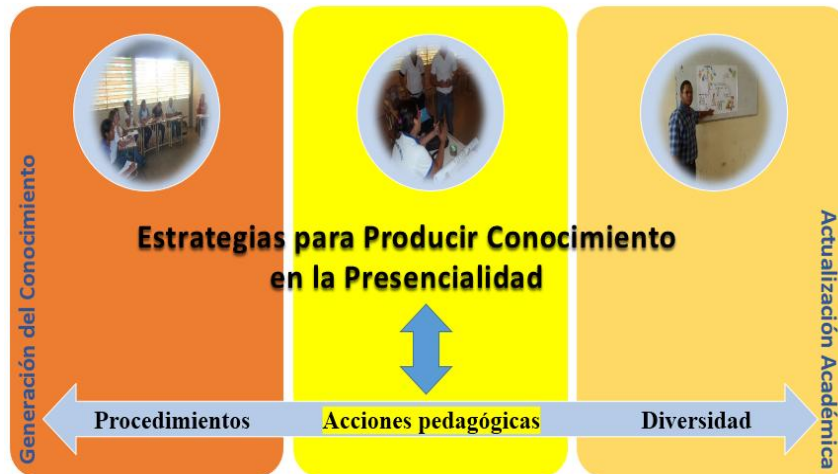 Generación del Conocimiento
Estrategias para Producir Conocimiento
en la Presencialidad
Actualización Académica
Procedimientos
Acciones pedagógicas
Diversidad